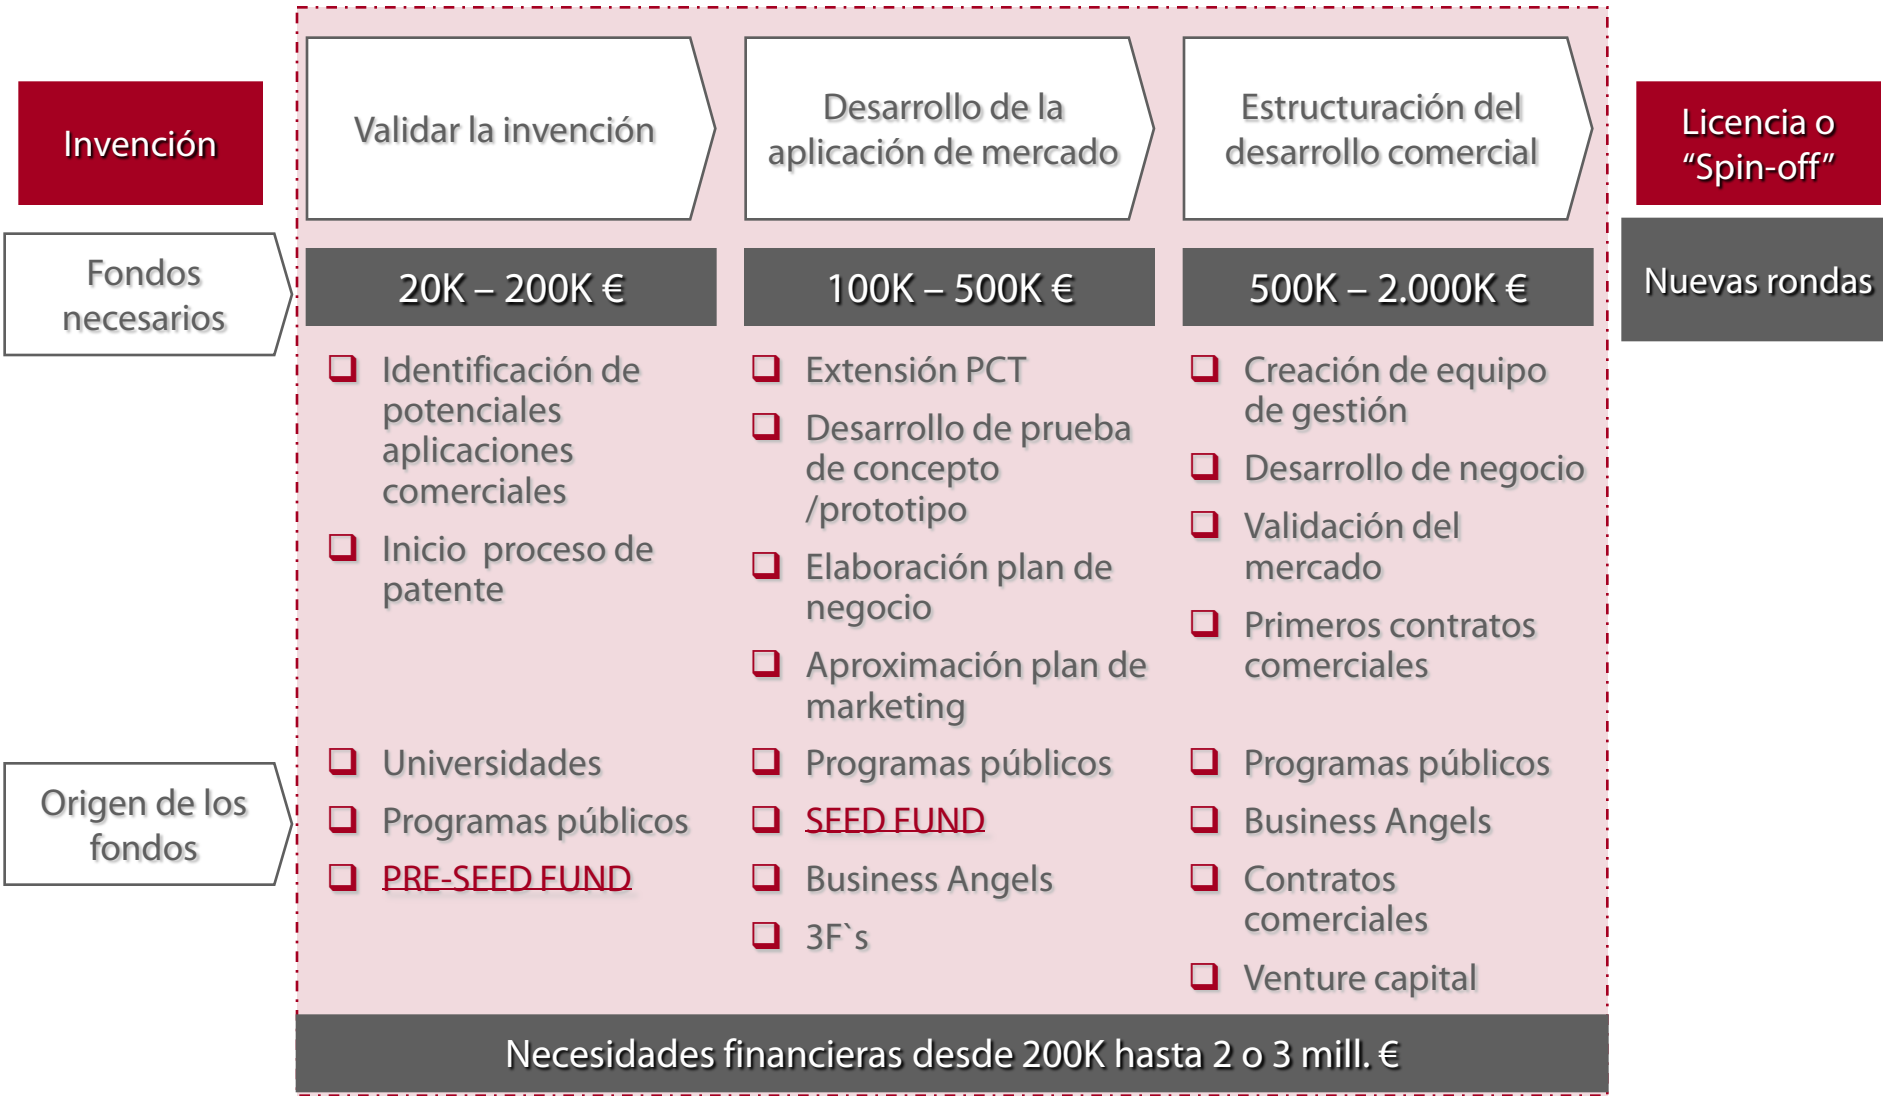 Invención
Validar la invención
Desarrollo de la
aplicación de mercado
Estructuración del
desarrollo comercial
Licencia o
“Spin-off”
Fondos
necesarios
20K – 200K €
100K – 500K €
500K – 2.000K €
Nuevas rondas
Identificación de
potenciales
aplicaciones
comerciales
Inicio proceso de
patente
Extensión PCT
Desarrollo de prueba
de concepto
/prototipo
Elaboración plan de
negocio
Aproximación plan de
marketing
Creación de equipo
de gestión
Desarrollo de negocio
Validación del
mercado
Primeros contratos
comerciales
Origen de los
fondos
Universidades
Programas públicos
PRE-SEED FUND
Programas públicos
SEED FUND
Business Angels
3F`s
Programas públicos
Business Angels
Contratos
comerciales
Venture capital
Necesidades financieras desde 200K hasta 2 o 3 mill. €